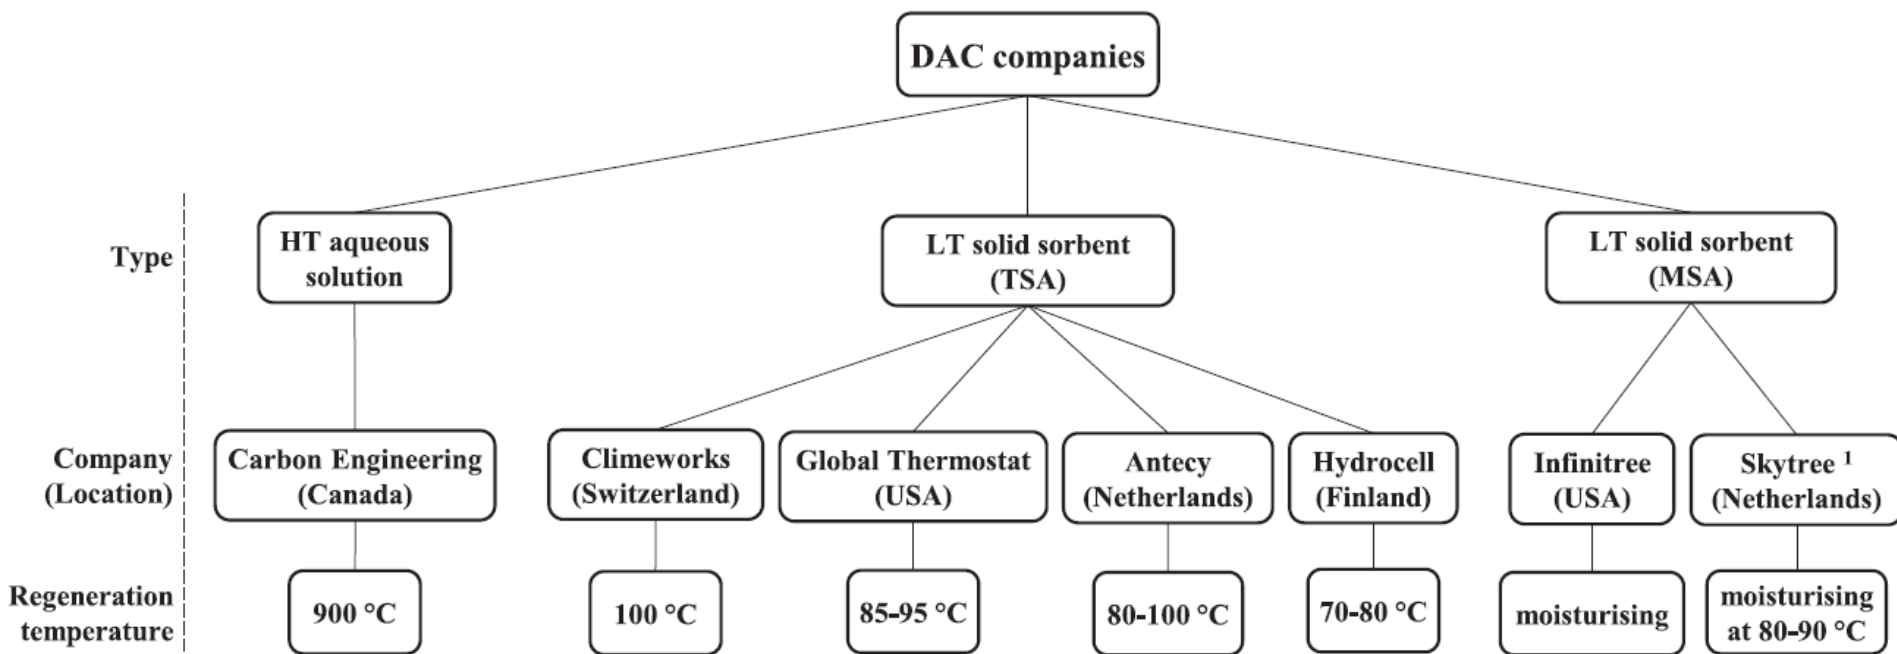 DAC companies
Type
HT aqueous
solution
LT solid sorbent
(TSA)
LT solid sorbent
(MSA)
Company
(Location)
Carbon Engineering
(Canada)
Climeworks
(Switzerland)
Global Thermostat
(USA)
Antecy
(Netherlands)
Hydrocell
(Finland)
Infinitree
(USA)
Skytree ¹
(Netherlands)
Regeneration
temperature
900 °C
100 °C
85-95 °C
80-100 °C
70-80 °C
moisturising
moisturising
at 80-90 °C